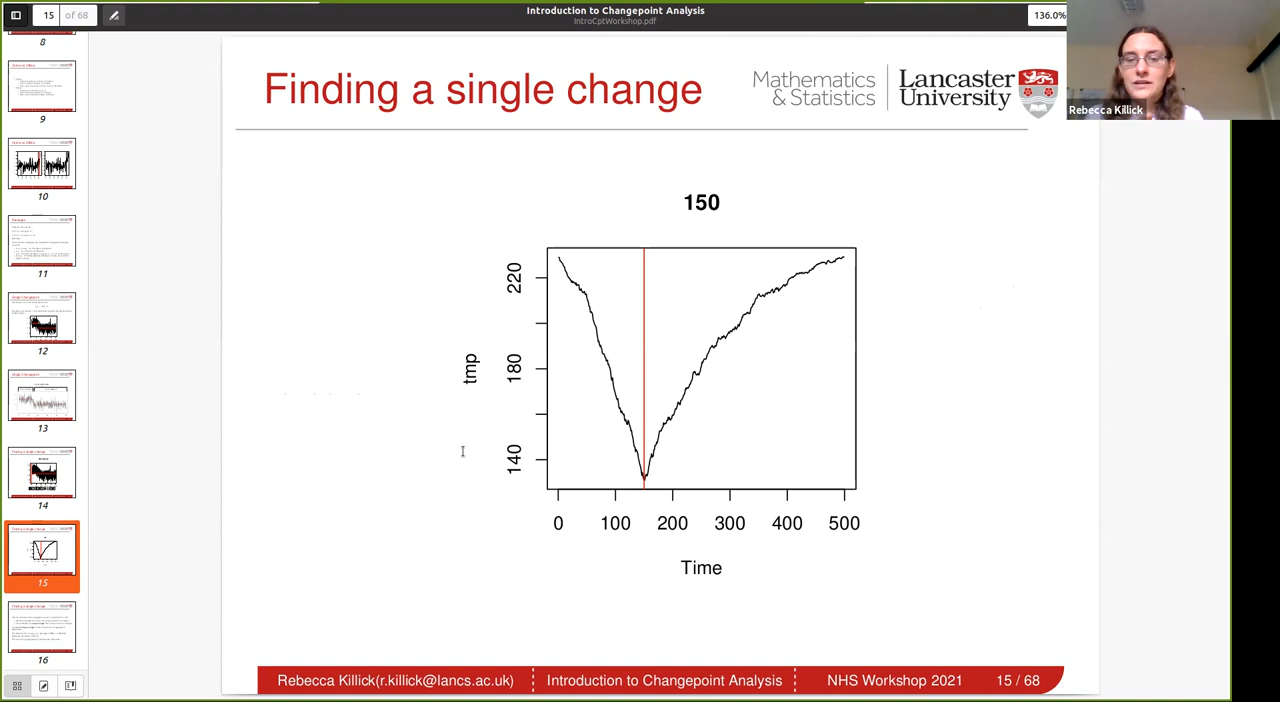 15 of 68
Introduction to Changepoint Analysis
IntroCptWorkshop.pdf
136.0%
8
9
10
11
12
13
14
15
16
Finding a single change
Mathematics
& Statistics
Lancaster
University
Rebecca Killick
150
220
180
140
tmp
0 100 200 300 400 500
Time
Rebecca Killick(r.killick@lancs.ac.uk) Introduction to Changepoint Analysis NHS Workshop 2021 15 / 68